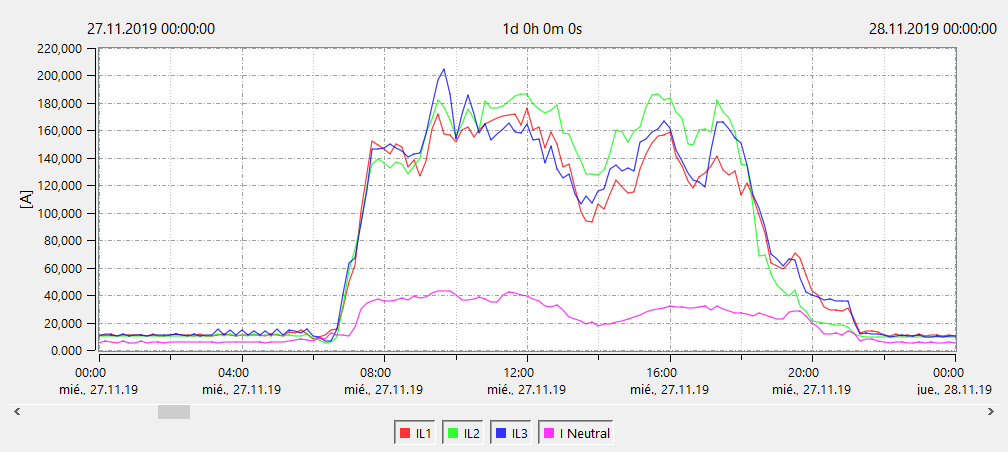 27.11.2019 00:00:00 1d 0h 0m 0s 28.11.2019 00:00:00
220,000
200,000
180,000
160,000
140,000
120,000
100,000
80,000
60,000
40,000
20,000
0.000
[A]
00:00 04:00 08:00 12:00 16:00 20:00 00:00
mié., 27.11.19 mié., 27.11.19 mié., 27.11.19 mié., 27.11.19 mié., 27.11.19 mié., 27.11.19 jue., 28.11.19
IL1 IL2 IL3 I Neutral